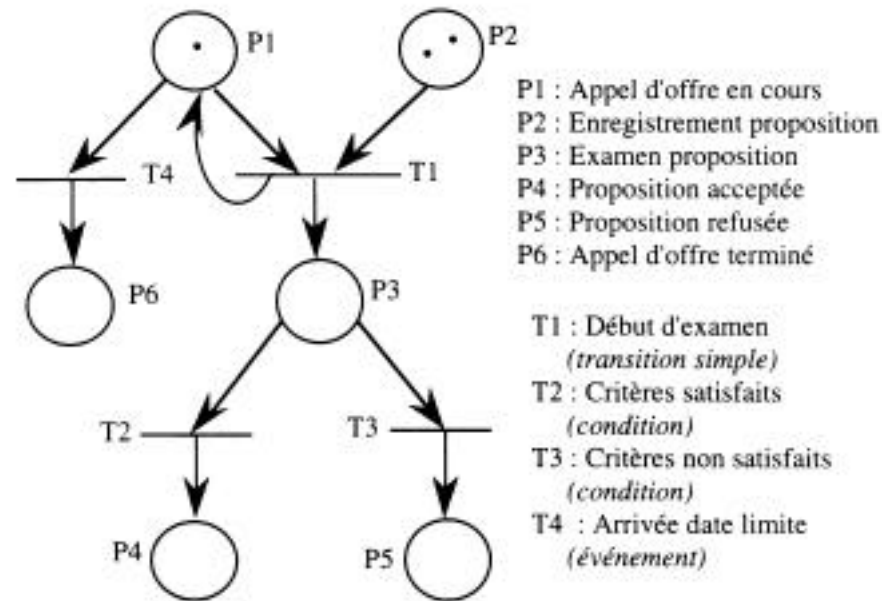 P1
P2
T4
T1
P6
P3
T2
T3
P4
P5
P1 : Appel d'offre en cours
P2 : Enregistrement proposition
P3 : Examen proposition
P4 : Proposition acceptée
P5 : Proposition refusée
P6 : Appel d'offre terminé
T1 : Début d'examen
(transition simple)
T2 : Critères satisfaits
(condition)
T3 : Critères non satisfaits
(condition)
T4 : Arrivée date limite
(événement)